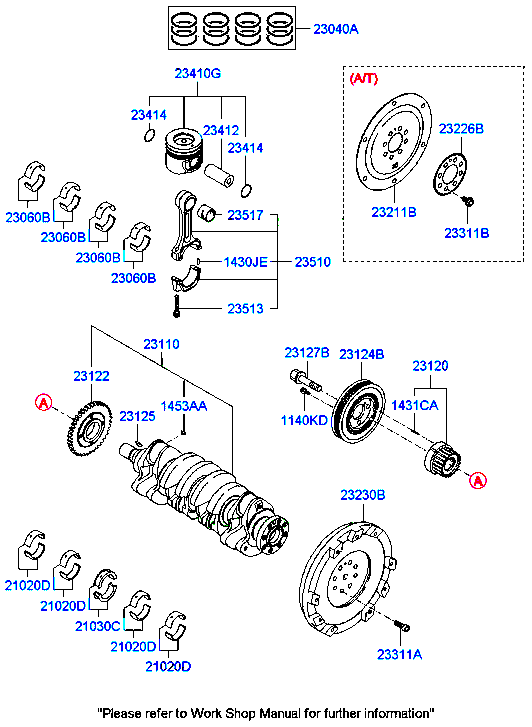 23040A
23410G
(A/T)
23414
23412
23414
23226B
23060B
23060B
23060B
23060B
23517
23211B
23311B
1430JE
23510
23513
23110
23127B
23124B
23120
23122
1453AA
1431CA
A
23125
1140KD
A
23230B
21020D
21020D
21030C
21020D
21020D
23311A
"Please refer to Work Shop Manual for further information"